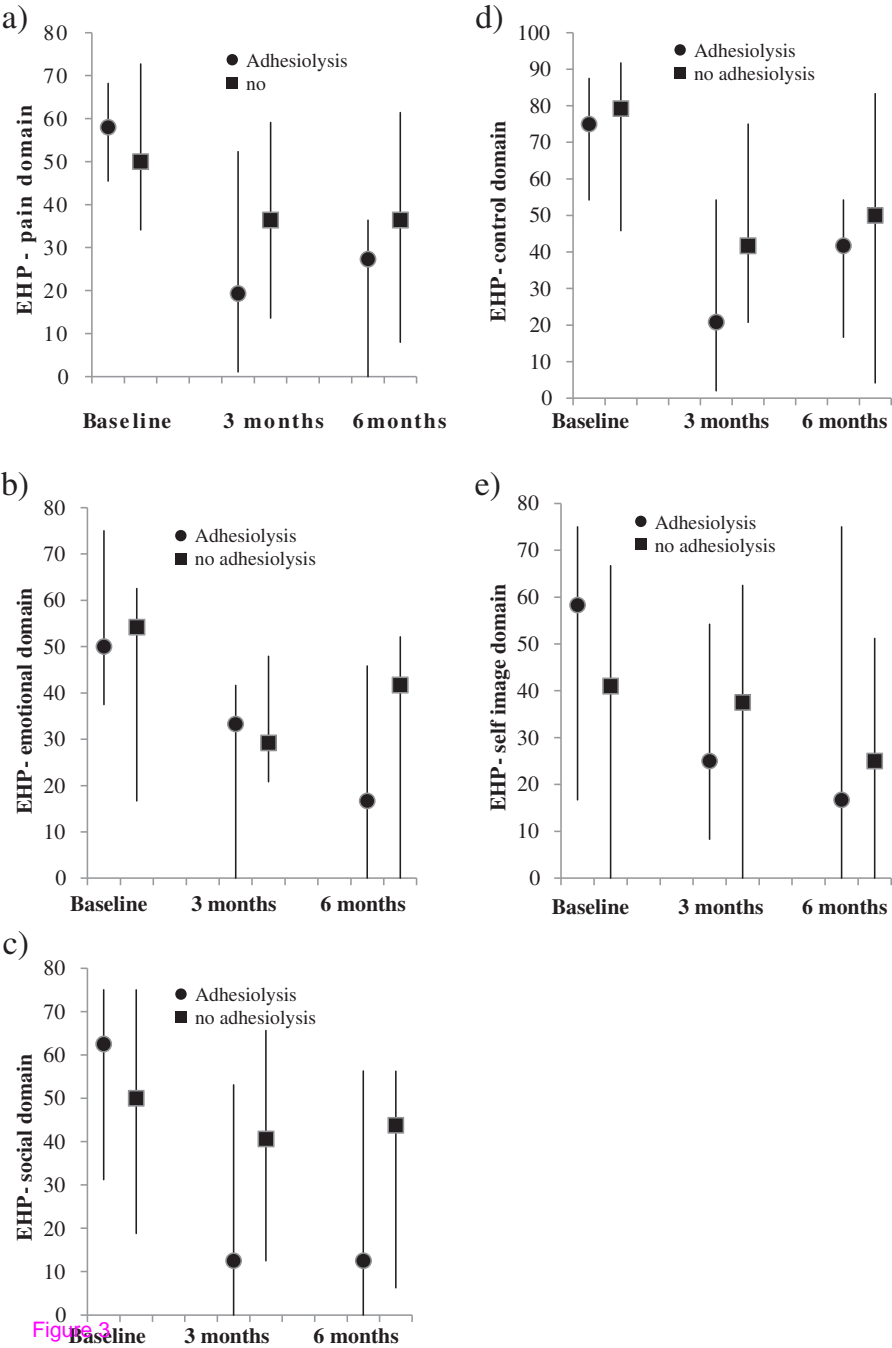 a)
80
70
60
50
40
30
20
10
0
EHP - pain domain
Adhesiolysis
no
Baseline 3 months 6months
d)
100
90
80
70
60
50
40
30
20
10
0
EHP- control domain
Adhesiolysis
no adhesiolysis
Baseline 3 months 6 months
b)
80
70
60
50
40
30
20
10
0
EHP- emotional domain
Adhesiolysis
no adhesiolysis
Baseline 3 months 6 months
e)
80
70
60
50
40
30
20
10
0
EHP- self image domain
Adhesiolysis
no adhesiolysis
Baseline 3 months 6 months
c)
80
70
60
50
40
30
20
10
0
EHP- social domain
Adhesiolysis
no adhesiolysis
Baseline 3 months 6 months
Figure 3